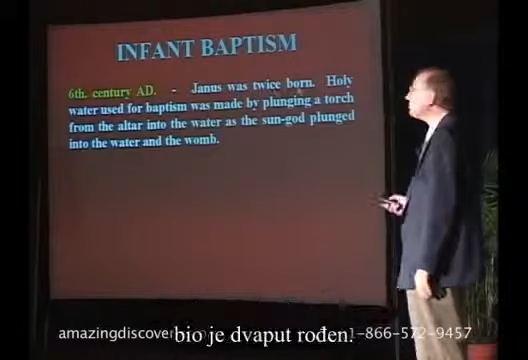 INFANT BAPTISM
6th. century AD. - Janus was twice born. Holy
water used for baptism was made by plunging a torch
from the altar into the water as the sun-god plunged
into the water and the womb.
bio je dvaput rođen.
amazingdiscover 1-866-572-9457